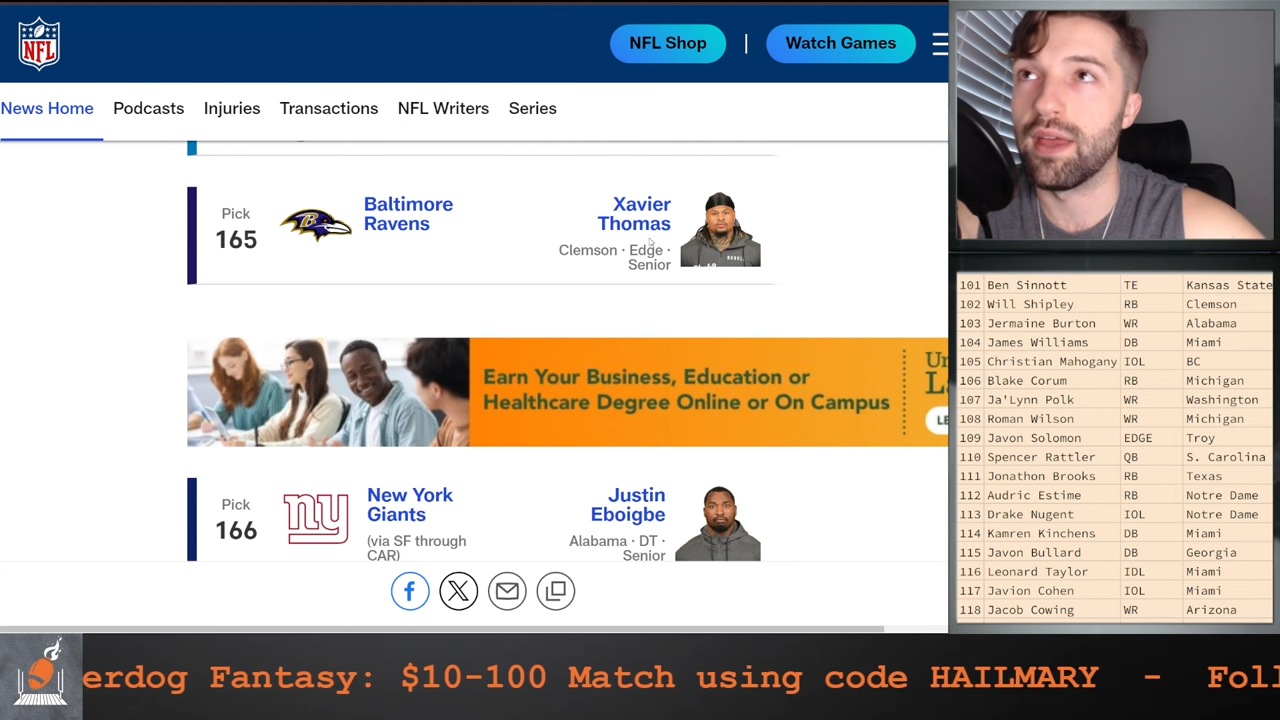 NFL
NFL Shop | Watch Games
News Home Podcasts Injuries Transactions NFL Writers Series
Pick
165
Baltimore
Ravens
Xavier
Thomas
Clemson · Edge ·
Senior
Earn Your Business, Education or
Healthcare Degree Online or On Campus
Pick
166
ny
New York
Giants
(via SF through
CAR)
Justin
Eboigbe
Alabama · DT ·
Senior
101 Ben Sinnott TE Kansas State
102 Will Shipley RB Clemson
103 Jermaine Burton WR Alabama
104 James Williams DB Miami
105 Christian Mahogany IOL BC
106 Blake Corum RB Michigan
107 Ja'Lynn Polk WR Washington
108 Roman Wilson WR Michigan
109 Javon Solomon EDGE Troy
110 Spencer Rattler QB S. Carolina
111 Jonathon Brooks RB Texas
112 Audric Estime RB Notre Dame
113 Drake Nugent IOL Notre Dame
114 Kamren Kinchens DB Miami
115 Javon Bullard DB Georgia
116 Leonard Taylor IDL Miami
117 Javion Cohen IOL Miami
118 Jacob Cowing WR Arizona
erdog Fantasy: $10-100 Match using code HAILMARY - Foll